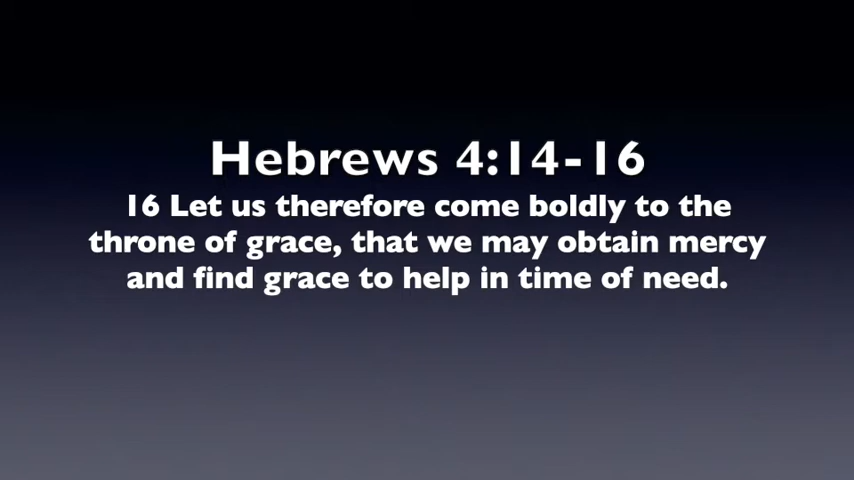 Hebrews 4:14-16
16 Let us therefore come boldly to the
throne of grace, that we may obtain mercy
and find grace to help in time of need.